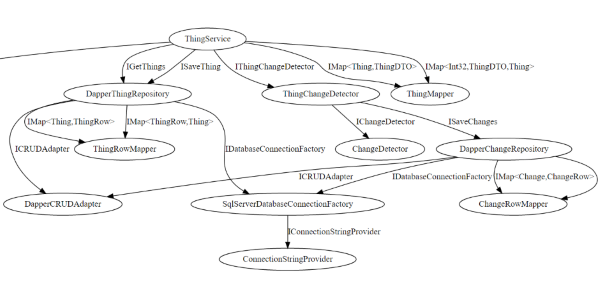 ThingService
IGetThings
ISaveThing
IThingChangeDetector
IMap<Thing,ThingDTO>
IMap<Int32,ThingDTO,Thing>
DapperThingRepository
ThingChangeDetector
ThingMapper
IMap<Thing,ThingRow>
IMap<ThingRow,Thing>
IChangeDetector
ISaveChanges
ICRUDAdapter
ThingRowMapper
IDatabaseConnectionFactory
ChangeDetector
DapperChangeRepository
ICRUDAdapter
IDatabaseConnectionFactory
IMap<Change,ChangeRow>
DapperCRUDAdapter
SqlServerDatabaseConnectionFactory
ChangeRowMapper
IConnectionStringProvider
ConnectionStringProvider